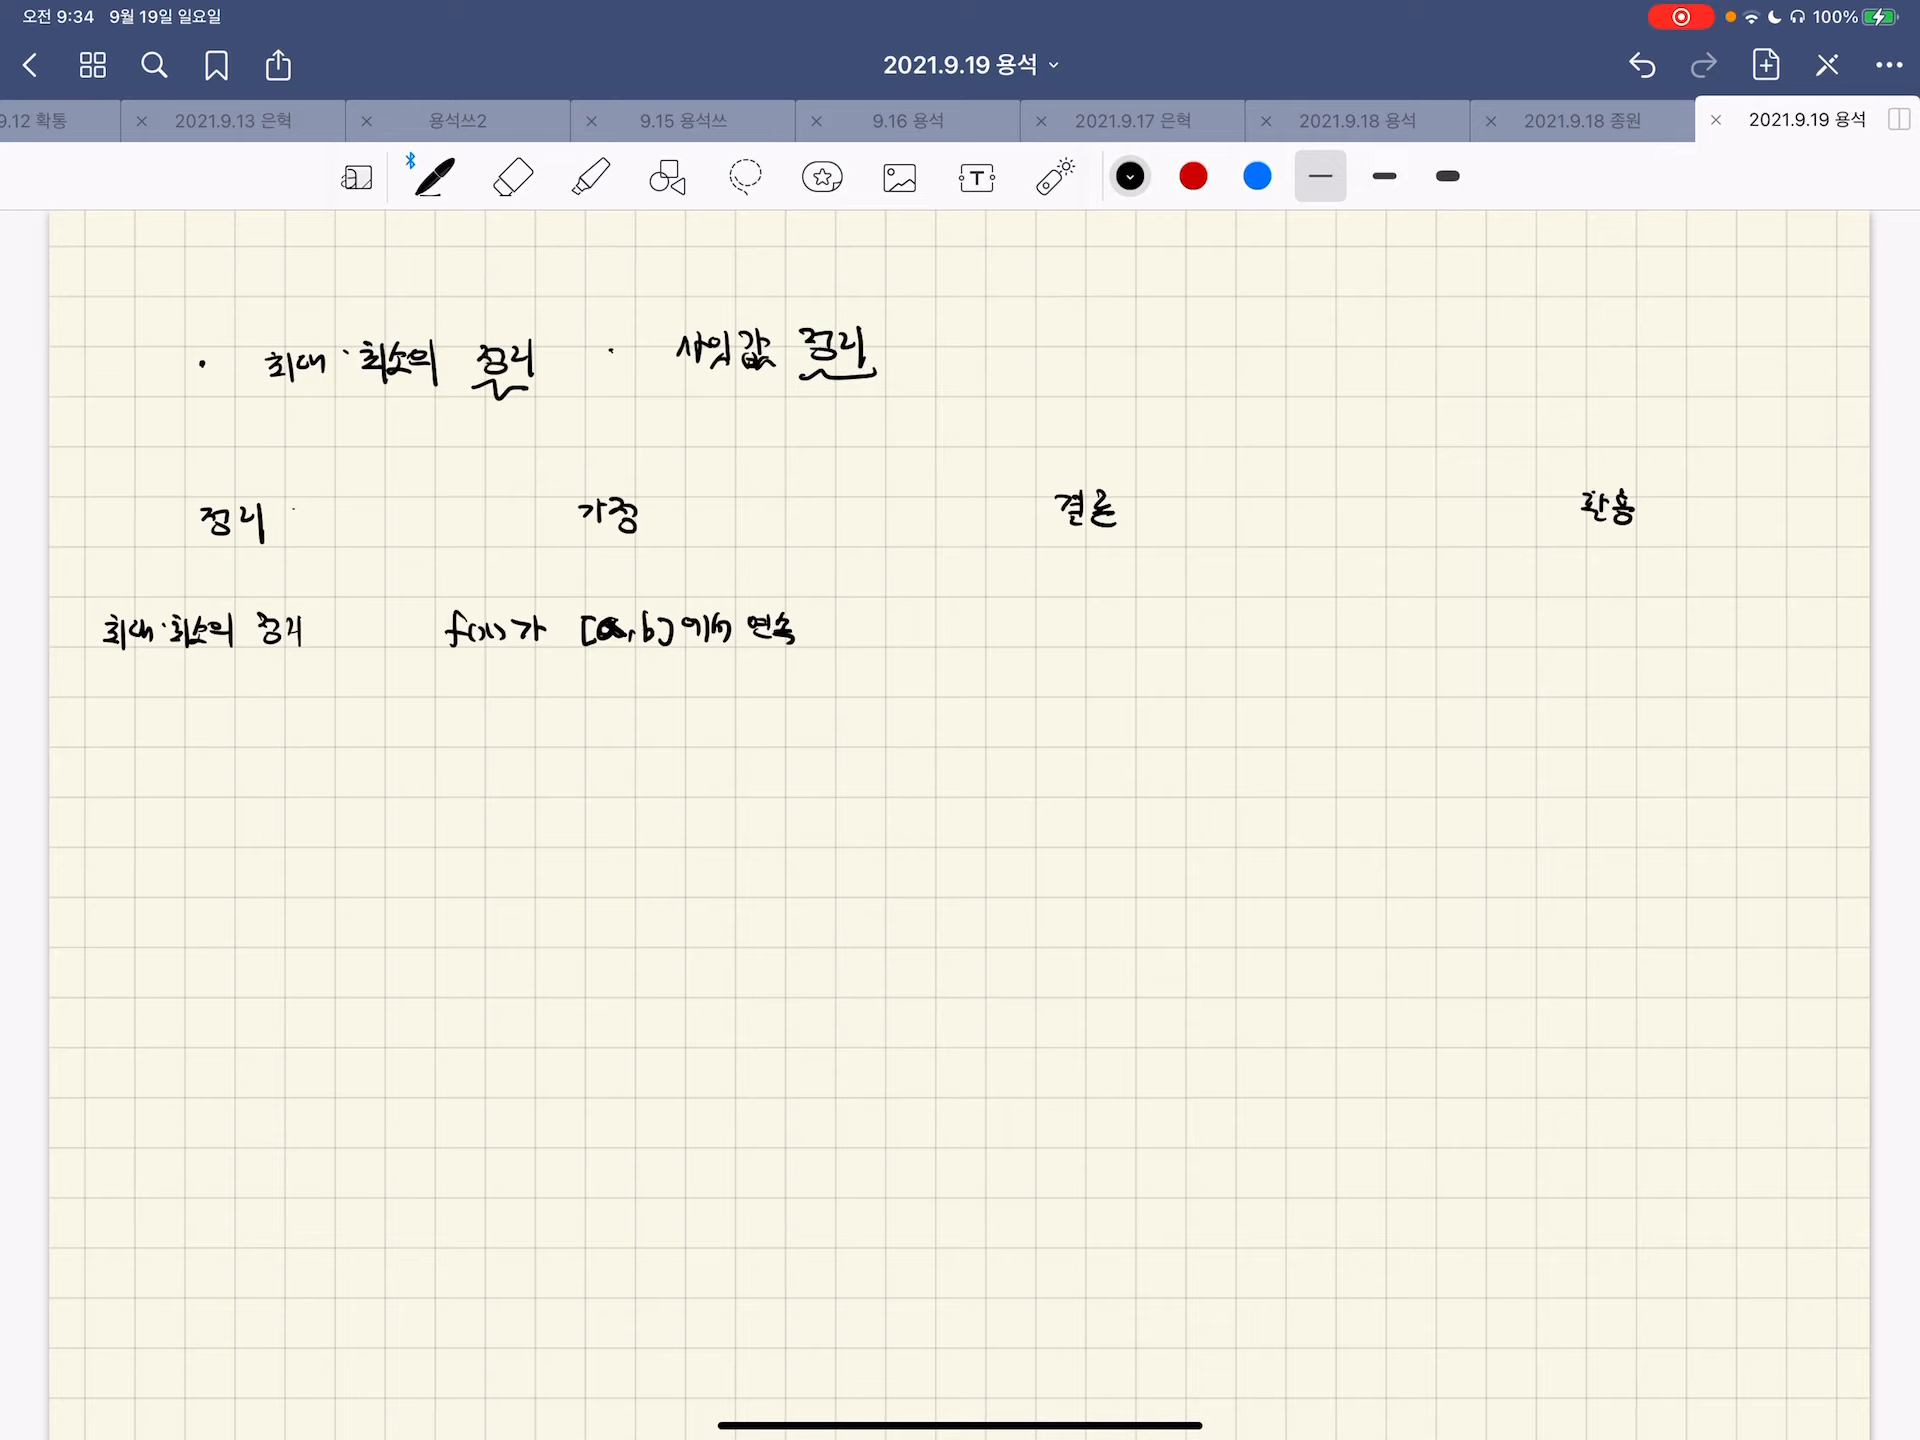 오전 9:34 9월 19일 일요일 100%
2021.9.19 용석
9.12 확통 2021.9.13 은혁 용석쓰2 9.15 용석쓰 9.16 용석 2021.9.17 은혁 2021.9.18 용석 2021.9.18 종원 2021.9.19 용석
· 최대·최소의 정리 · 사잇값 정리
정리 가정 결론 활용
최대·최소의 정리 f(x)가 [a, b]에서 연속